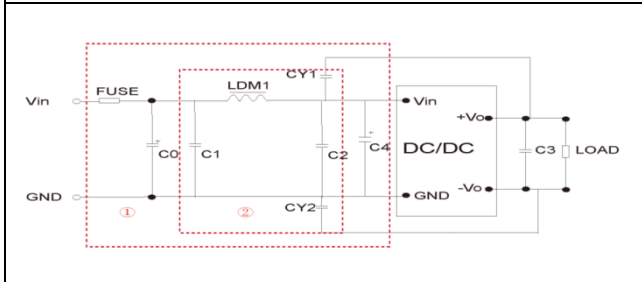 CY1
FUSE
LDM1
Vin
Vin
+Vo
C0
C1
C2
C4
DC/DC
C3
LOAD
-Vo
GND
GND
①
②
CY2